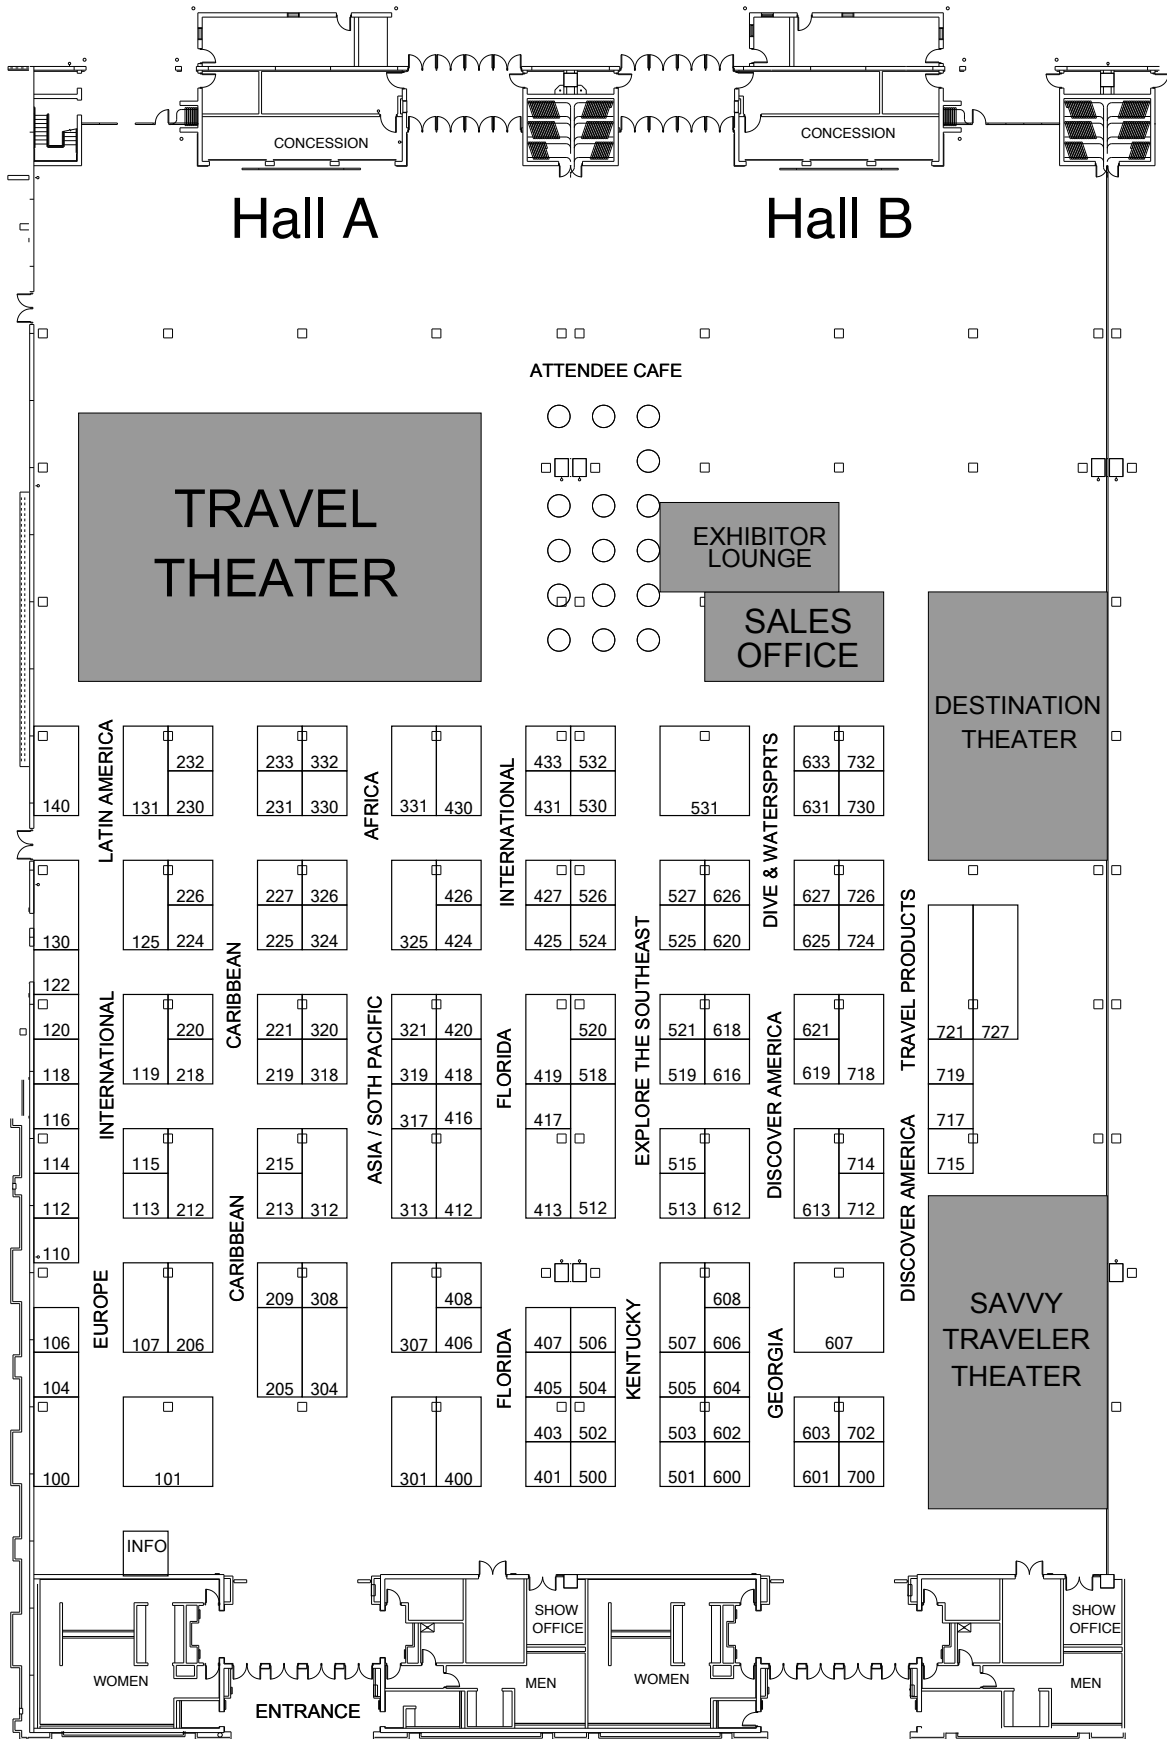 CONCESSION
CONCESSION
Hall A
Hall B
ATTENDEE CAFE
TRAVEL
THEATER
EXHIBITOR
LOUNGE
SALES
OFFICE
DESTINATION
THEATER
LATIN AMERICA
AFRICA
INTERNATIONAL
DIVE & WATERSPRTS
232 233 332 433 532 633 732
140 131 230 231 330 331 430 431 530 531 631 730
226 227 326 426 427 526 527 626 627 726
130 125 224 225 324 325 424 425 524 525 620 625 724
INTERNATIONAL
CARIBBEAN
ASIA / SOTH PACIFIC
FLORIDA
EXPLORE THE SOUTHEAST
DISCOVER AMERICA
TRAVEL PRODUCTS
122
120 220 221 320 321 420 520 521 618 621 721 727
118 119 218 219 318 319 418 419 518 519 616 619 718 719
116 317 416 417 717
114 115 215 515 714 715
112 113 212 213 312 313 412 413 512 513 612 613 712
110
EUROPE
CARIBBEAN
FLORIDA
KENTUCKY
GEORGIA
DISCOVER AMERICA
209 308 408 608
106 107 206 307 406 407 506 507 606 607
104 205 304 405 504 505 604
403 502 503 602 603 702
100 101 301 400 401 500 501 600 601 700
SAVVY
TRAVELER
THEATER
INFO
SHOW
OFFICE
SHOW
OFFICE
WOMEN
MEN
WOMEN
MEN
ENTRANCE